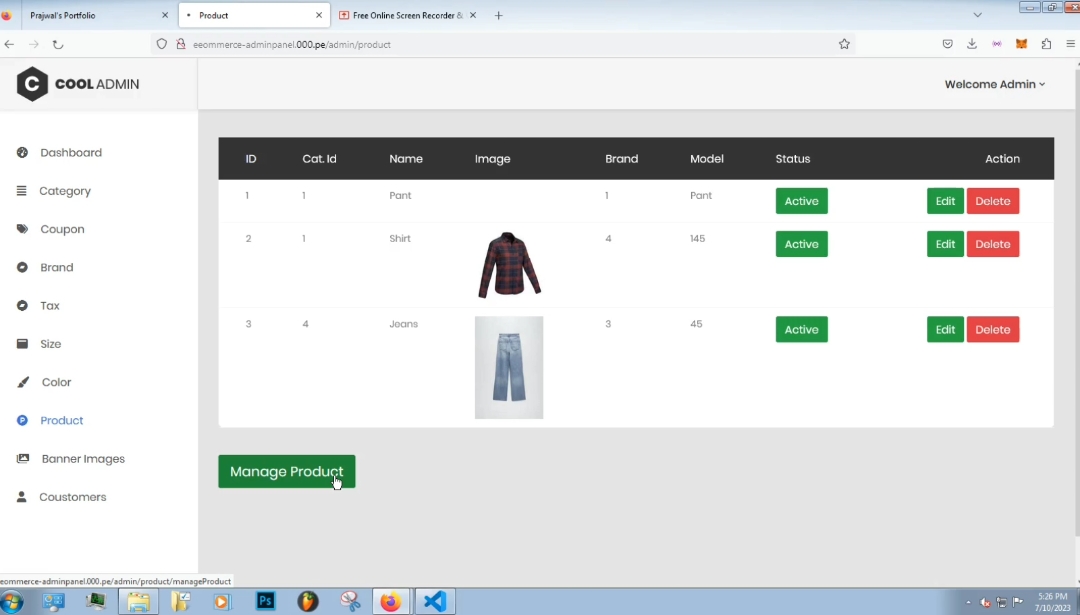 Prajwal's Portfolio
Product
Free Online Screen Recorder &
eeommerce-adminpanel.000.pe/admin/product
C COOL ADMIN
Welcome Admin
Dashboard
Category
Coupon
Brand
Tax
Size
Color
Product
Banner Images
Coustomers
ID Cat. Id Name Image Brand Model Status Action
1 1 Pant 1 Pant Active Edit Delete
2 1 Shirt 4 145 Active Edit Delete
3 4 Jeans 3 45 Active Edit Delete
Manage Product
eommerce-adminpanel.000.pe/admin/product/manageProduct
Ps
5:26 PM
7/10/2023